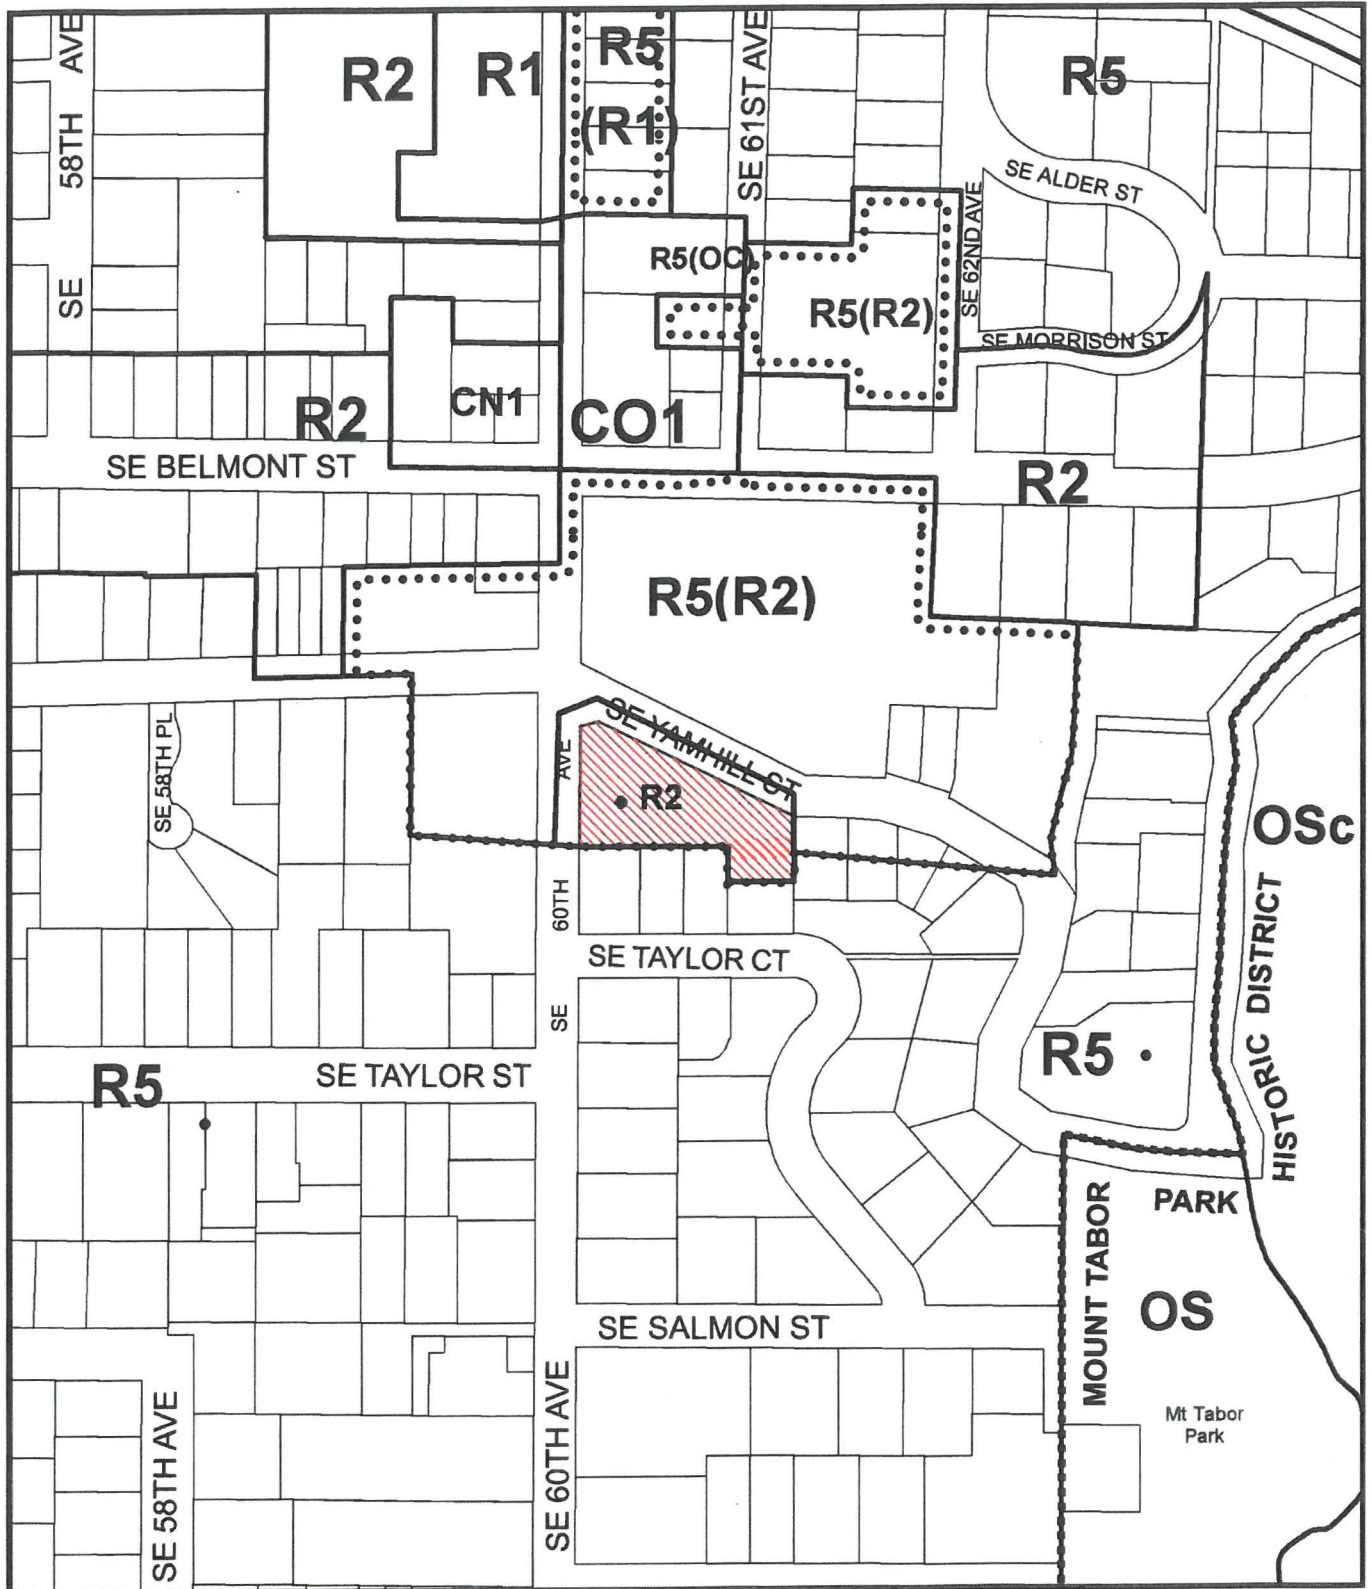 R2
R1
R5
(R1)
SE 58TH AVE
SE 61ST AVE
R5
SE ALDER ST
SE 62ND AVE
R5(OC)
R5(R2)
SE MORRISON ST
R2
CN1
CO1
SE BELMONT ST
R2
R5(R2)
SE YAMHILL ST
SE 58TH PL
R2
OSc
SE 60TH AVE
SE TAYLOR CT
HISTORIC DISTRICT
R5
R5
SE TAYLOR ST
MOUNT TABOR
PARK
OS
SE SALMON ST
SE 58TH AVE
SE 60TH AVE
Mt Tabor
Park